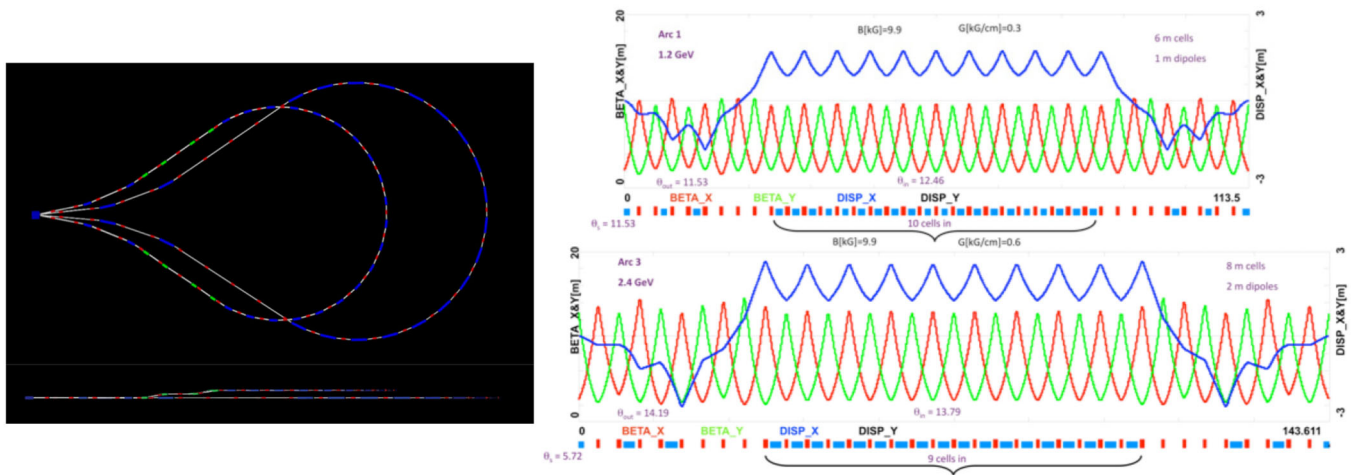 20
BETA_X&Y[m]
0
3
DISP_X&Y[m]
-3
Arc 1
1.2 GeV
B[kG]=9.9 G[kG/cm]=0.3
6 m cells
1 m dipoles
θout = 11.53 θin = 12.46
0 BETA_X BETA_Y DISP_X DISP_Y 113.5
θs = 11.53
10 cells in
B[kG]=9.9 G[kG/cm]=0.6
20
BETA_X&Y[m]
0
3
DISP_X&Y[m]
-3
Arc 3
2.4 GeV
8 m cells
2 m dipoles
θout = 14.19 θin = 13.79
0 BETA_X BETA_Y DISP_X DISP_Y 143.611
θs = 5.72
9 cells in